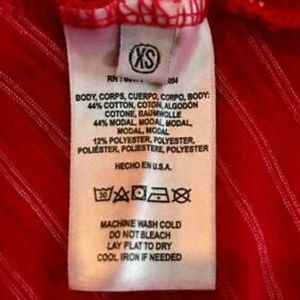 XS
RN :
BODY, CORPS, CUERPO, CORPO, BODY:
44% COTTON, COTON, ALGODÓN
COTONE, BAUMWOLLE
44% MODAL, MODAL, MODAL,
MODAL, MODAL
12% POLYESTER, POLYESTER,
POLIÉSTER, POLIESTERE, POLYESTER
HECHO EN U.S.A.
30
MACHINE WASH COLD
DO NOT BLEACH
LAY FLAT TO DRY
COOL IRON IF NEEDED